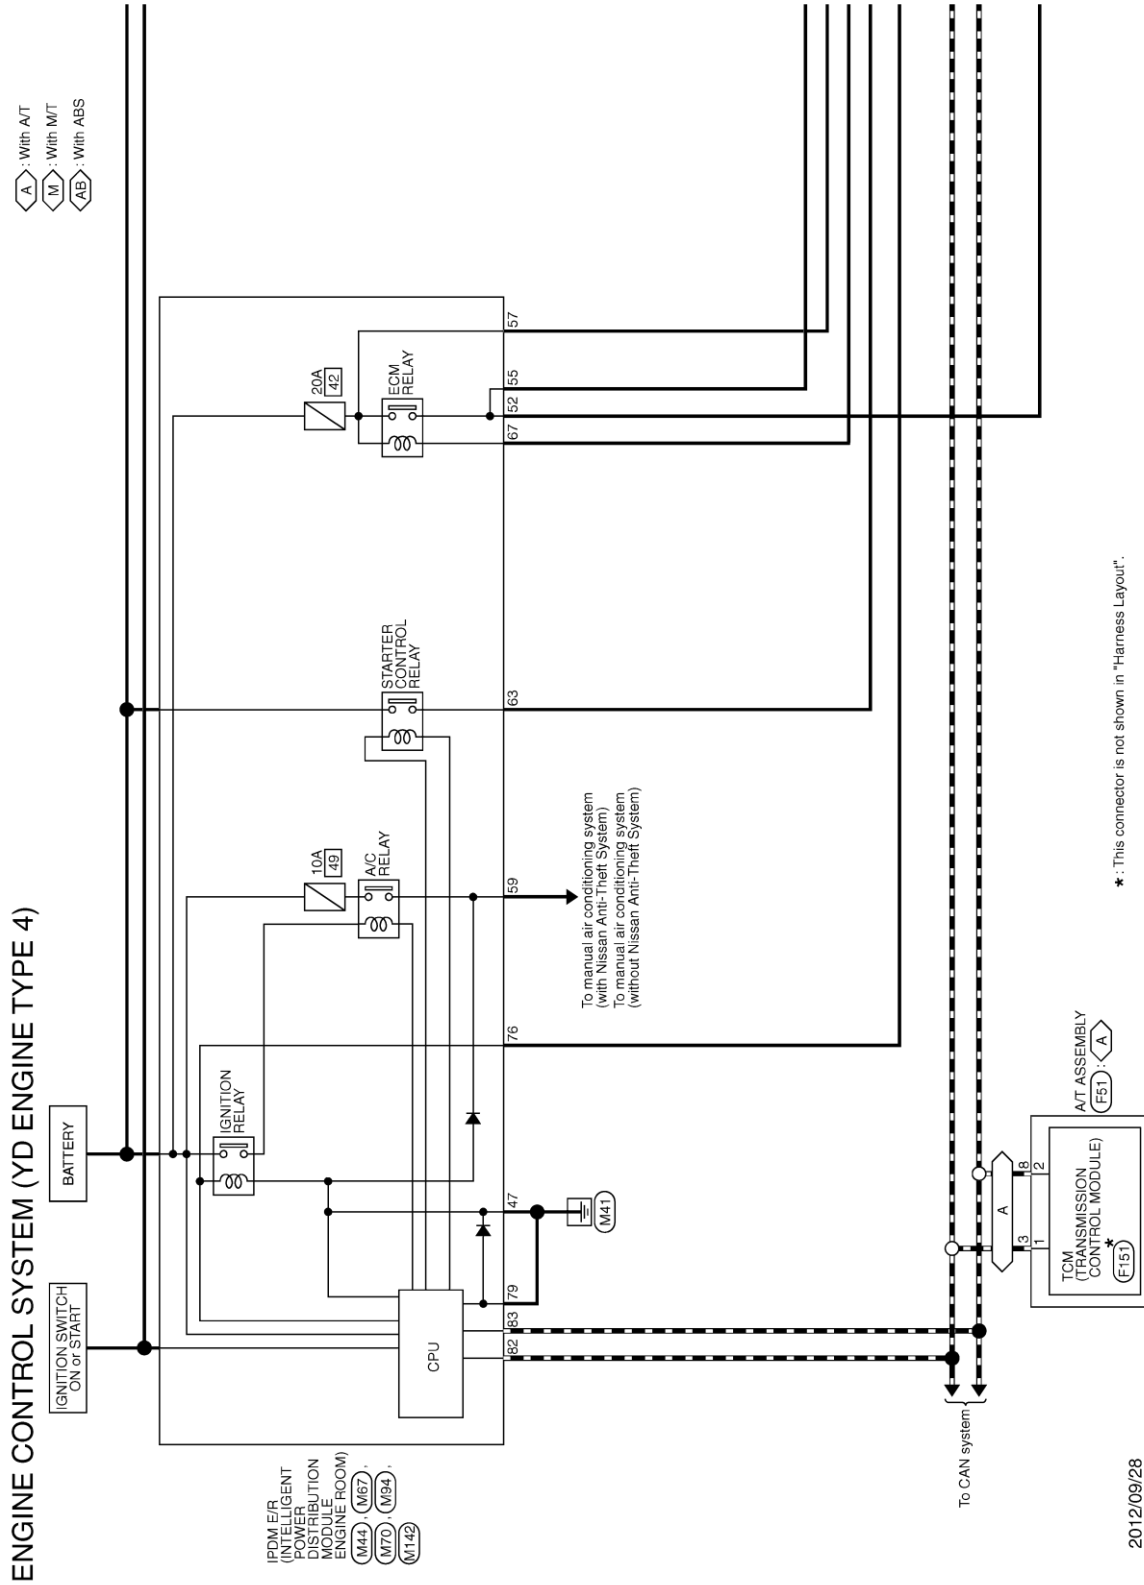 ENGINE CONTROL SYSTEM (YD ENGINE TYPE 4)
A : With A/T
M : With M/T
AB : With ABS
IGNITION SWITCH
ON or START
BATTERY
IPDM E/R
(INTELLIGENT
POWER
DISTRIBUTION
MODULE
ENGINE ROOM)
M44 , M67 ,
M70 , M94 ,
M142
IGNITION
RELAY
10A
49
A/C
RELAY
STARTER
CONTROL
RELAY
20A
42
ECM
RELAY
CPU
82
83
79
47
76
59
63
67
52
55
57
M41
To manual air conditioning system
(with Nissan Anti-Theft System)
To manual air conditioning system
(without Nissan Anti-Theft System)
To CAN system
A
3
8
1
2
TCM
(TRANSMISSION
CONTROL MODULE)
*
F151
A/T ASSEMBLY
F51 : A
* : This connector is not shown in "Harness Layout".
2012/09/28